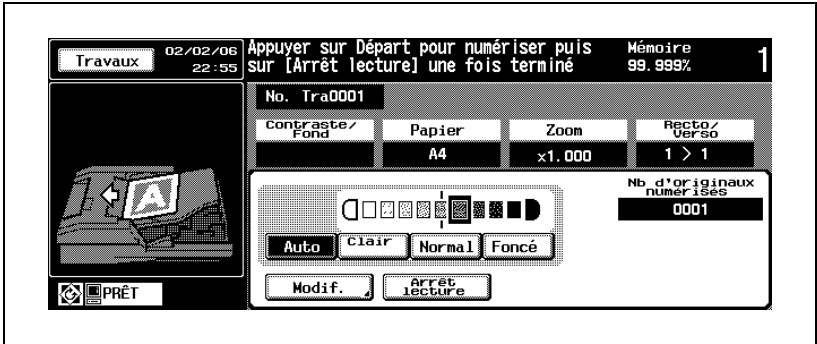 Travaux
02/02/06
22:55
Appuyer sur Départ pour numériser puis
sur [Arrêt lecture] une fois terminé
Mémoire
99.999%
1
No. Tra0001
Contraste/
Fond
Papier
Zoom
Recto/
Verso
A4
×1.000
1 > 1
Nb d'originaux
numérisés
0001
A
Auto
Clair
Normal
Foncé
Modif.
Arrêt
lecture
PRÊT